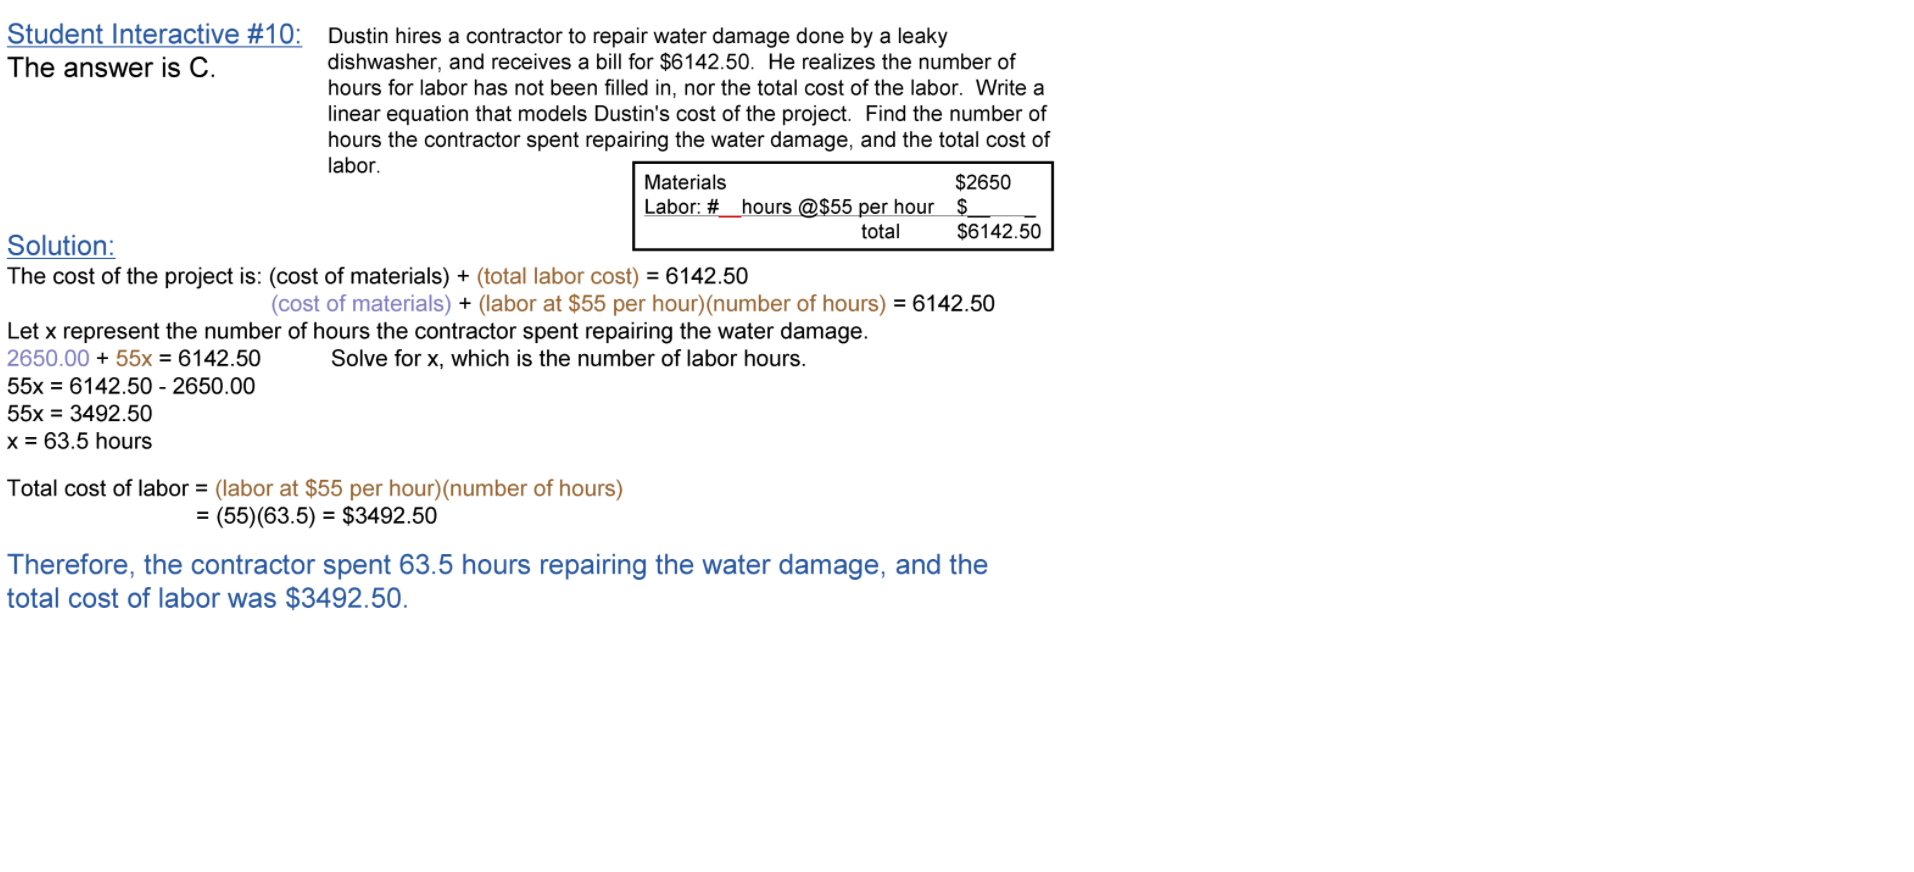 Student Interactive #10:
The answer is C.
Dustin hires a contractor to repair water damage done by a leaky
dishwasher, and receives a bill for $6142.50.  He realizes the number of
hours for labor has not been filled in, nor the total cost of the labor.  Write a
linear equation that models Dustin's cost of the project.  Find the number of
hours the contractor spent repairing the water damage, and the total cost of
labor.
Materials $2650
Labor: #__hours @$55 per hour $__ _
total $6142.50
Solution:
The cost of the project is: (cost of materials) + (total labor cost) = 6142.50
(cost of materials) + (labor at $55 per hour)(number of hours) = 6142.50
Let x represent the number of hours the contractor spent repairing the water damage.
2650.00 + 55x = 6142.50 Solve for x, which is the number of labor hours.
55x = 6142.50 - 2650.00
55x = 3492.50
x = 63.5 hours
Total cost of labor = (labor at $55 per hour)(number of hours)
= (55)(63.5) = $3492.50
Therefore, the contractor spent 63.5 hours repairing the water damage, and the
total cost of labor was $3492.50.